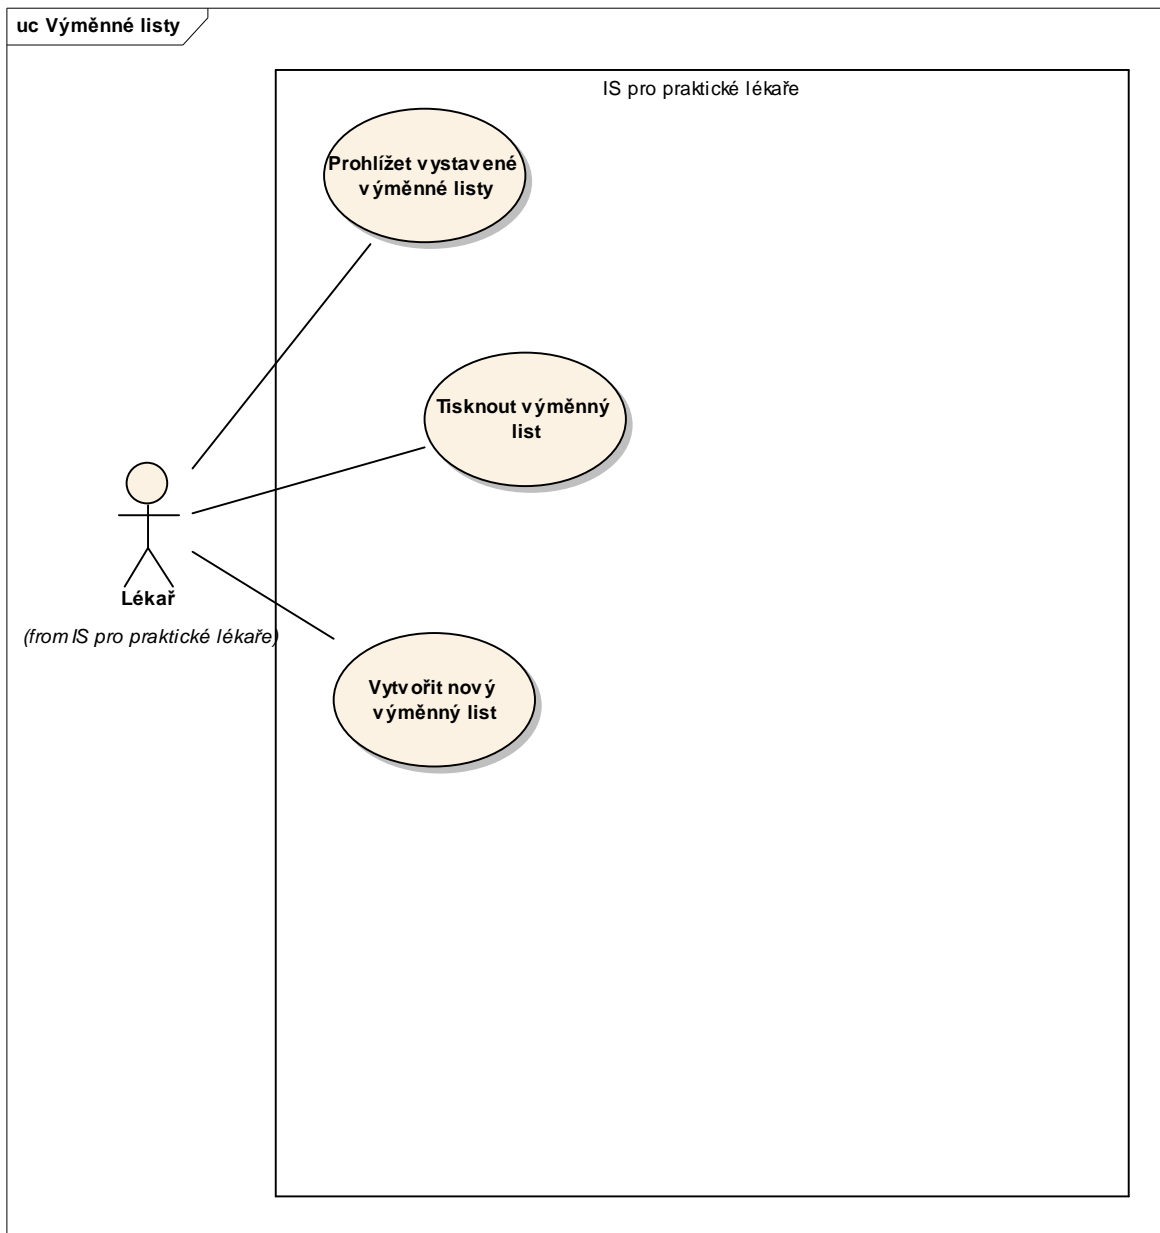 uc Výměnné listy
IS pro praktické lékaře
Prohlížet vystavené
výměnné listy
Tisknout výměnný
list
Lékař
(from IS pro praktické lékaře)
Vytvořit nový
výměnný list